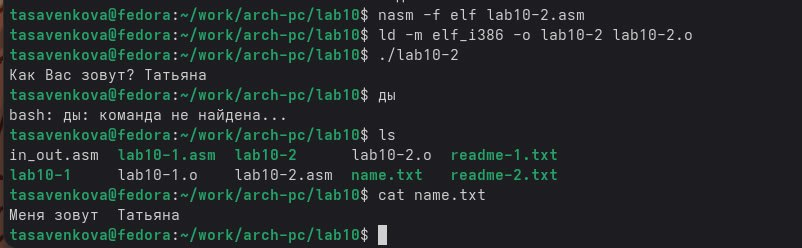 tasavenkova@fedora:~/work/arch-pc/lab10$ nasm -f elf lab10-2.asm
tasavenkova@fedora:~/work/arch-pc/lab10$ ld -m elf_i386 -o lab10-2 lab10-2.o
tasavenkova@fedora:~/work/arch-pc/lab10$ ./lab10-2
Как Вас зовут? Татьяна
tasavenkova@fedora:~/work/arch-pc/lab10$ ды
bash: ды: команда не найдена...
tasavenkova@fedora:~/work/arch-pc/lab10$ ls
in_out.asm  lab10-1.asm  lab10-2      lab10-2.o  readme-1.txt
lab10-1     lab10-1.o    lab10-2.asm  name.txt   readme-2.txt
tasavenkova@fedora:~/work/arch-pc/lab10$ cat name.txt
Меня зовут  Татьяна
tasavenkova@fedora:~/work/arch-pc/lab10$